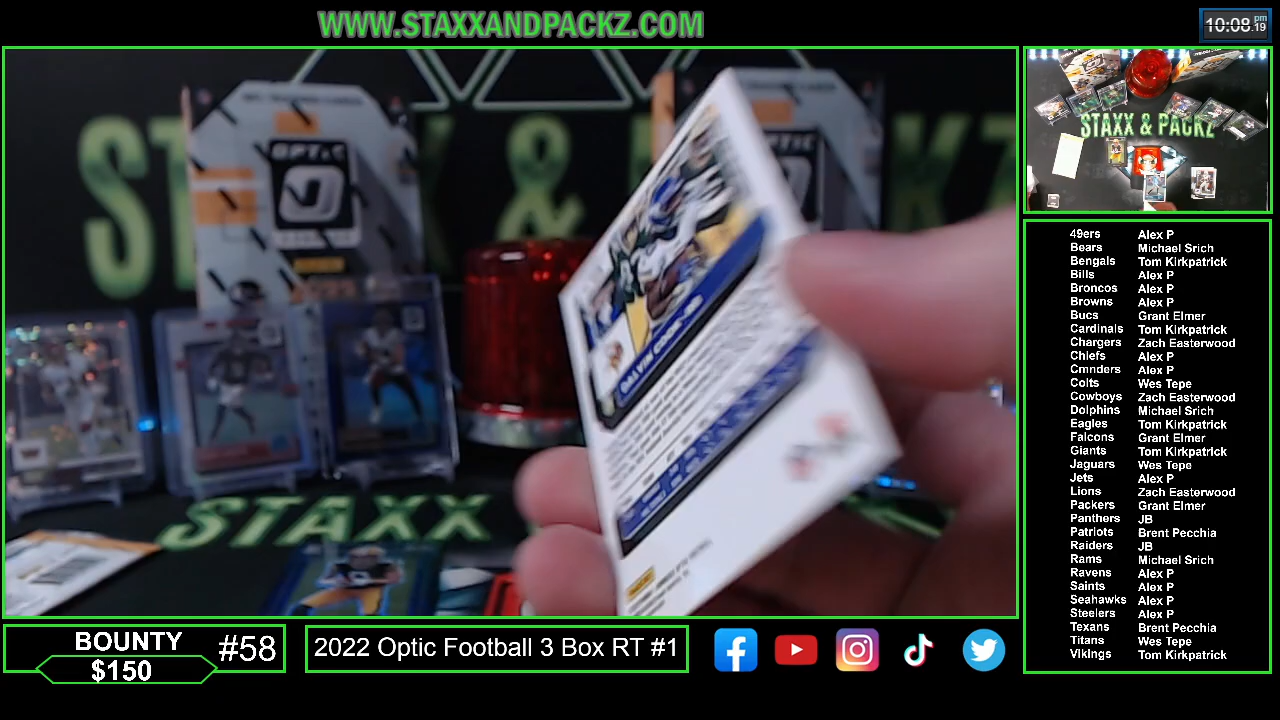 WWW.STAXXANDPACKZ.COM
10:08 pm
19
STAXX & PACKZ
OPTIC
STAXX
STAXX & PACKZ
49ers Alex P
Bears Michael Srich
Bengals Tom Kirkpatrick
Bills Alex P
Broncos Alex P
Browns Alex P
Bucs Grant Elmer
Cardinals Tom Kirkpatrick
Chargers Zach Easterwood
Chiefs Alex P
Cmnders Alex P
Colts Wes Tepe
Cowboys Zach Easterwood
Dolphins Michael Srich
Eagles Tom Kirkpatrick
Falcons Grant Elmer
Giants Tom Kirkpatrick
Jaguars Wes Tepe
Jets Alex P
Lions Zach Easterwood
Packers Grant Elmer
Panthers JB
Patriots Brent Pecchia
Raiders JB
Rams Michael Srich
Ravens Alex P
Saints Alex P
Seahawks Alex P
Steelers Alex P
Texans Brent Pecchia
Titans Wes Tepe
Vikings Tom Kirkpatrick
BOUNTY
$150
#58
2022 Optic Football 3 Box RT #1